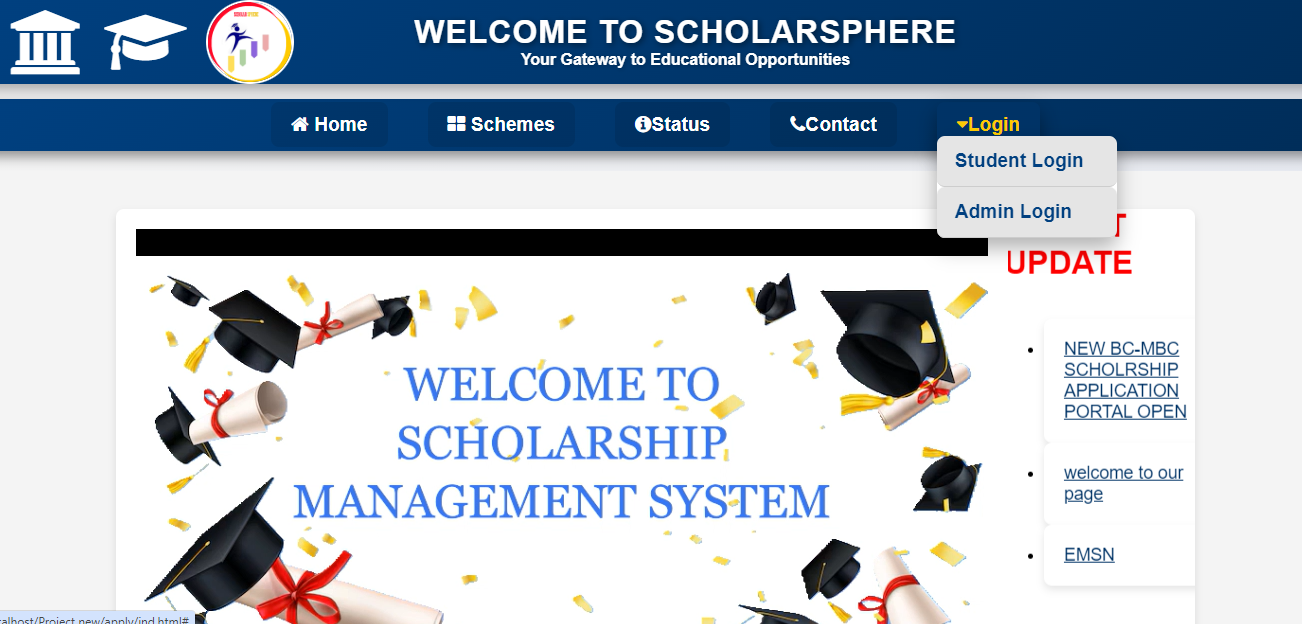 WELCOME TO SCHOLARSPHERE
Your Gateway to Educational Opportunities
Home
Schemes
Status
Contact
Login
Student Login
Admin Login
UPDATE
WELCOME TO
SCHOLARSHIP
MANAGEMENT SYSTEM
NEW BC-MBC
SCHOLRSHIP
APPLICATION
PORTAL OPEN
welcome to our
page
EMSN
alhost/Project new/apply/ind.html#